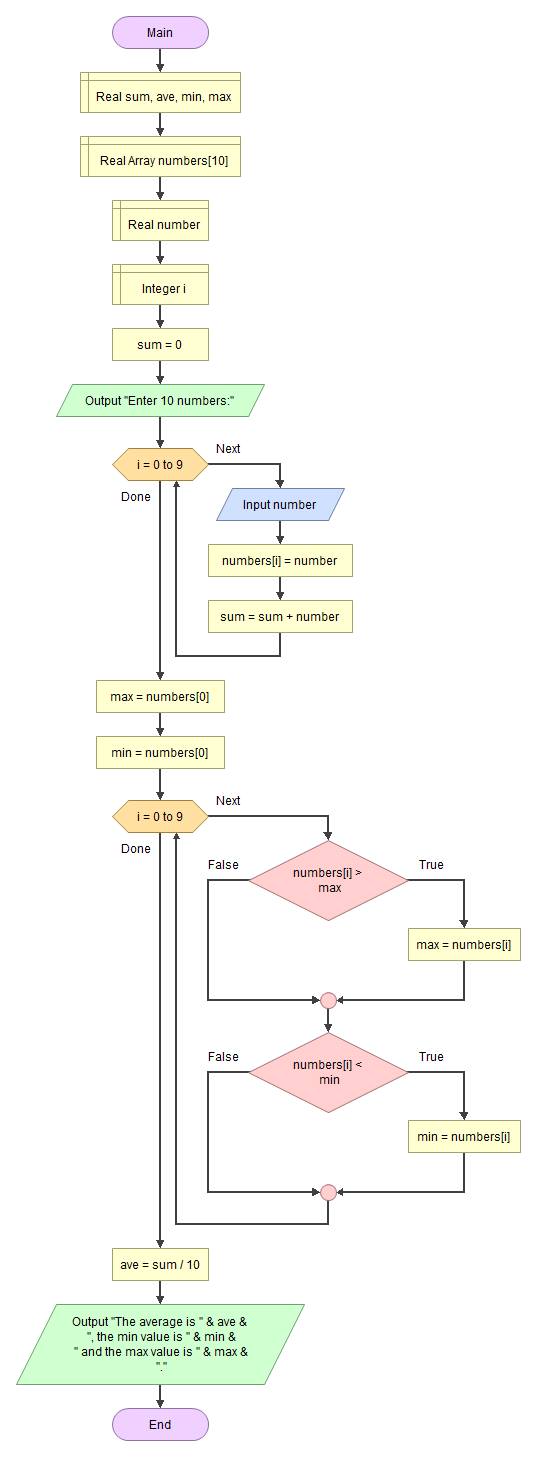 Main
Real sum, ave, min, max
Real Array numbers[10]
Real number
Integer i
sum = 0
Output "Enter 10 numbers:"
i = 0 to 9
Next
Done
Input number
numbers[i] = number
sum = sum + number
max = numbers[0]
min = numbers[0]
i = 0 to 9
Next
Done
numbers[i] >
max
False
True
max = numbers[i]
numbers[i] <
min
False
True
min = numbers[i]
ave = sum / 10
Output "The average is " & ave &
", the min value is " & min &
" and the max value is " & max &
"."
End